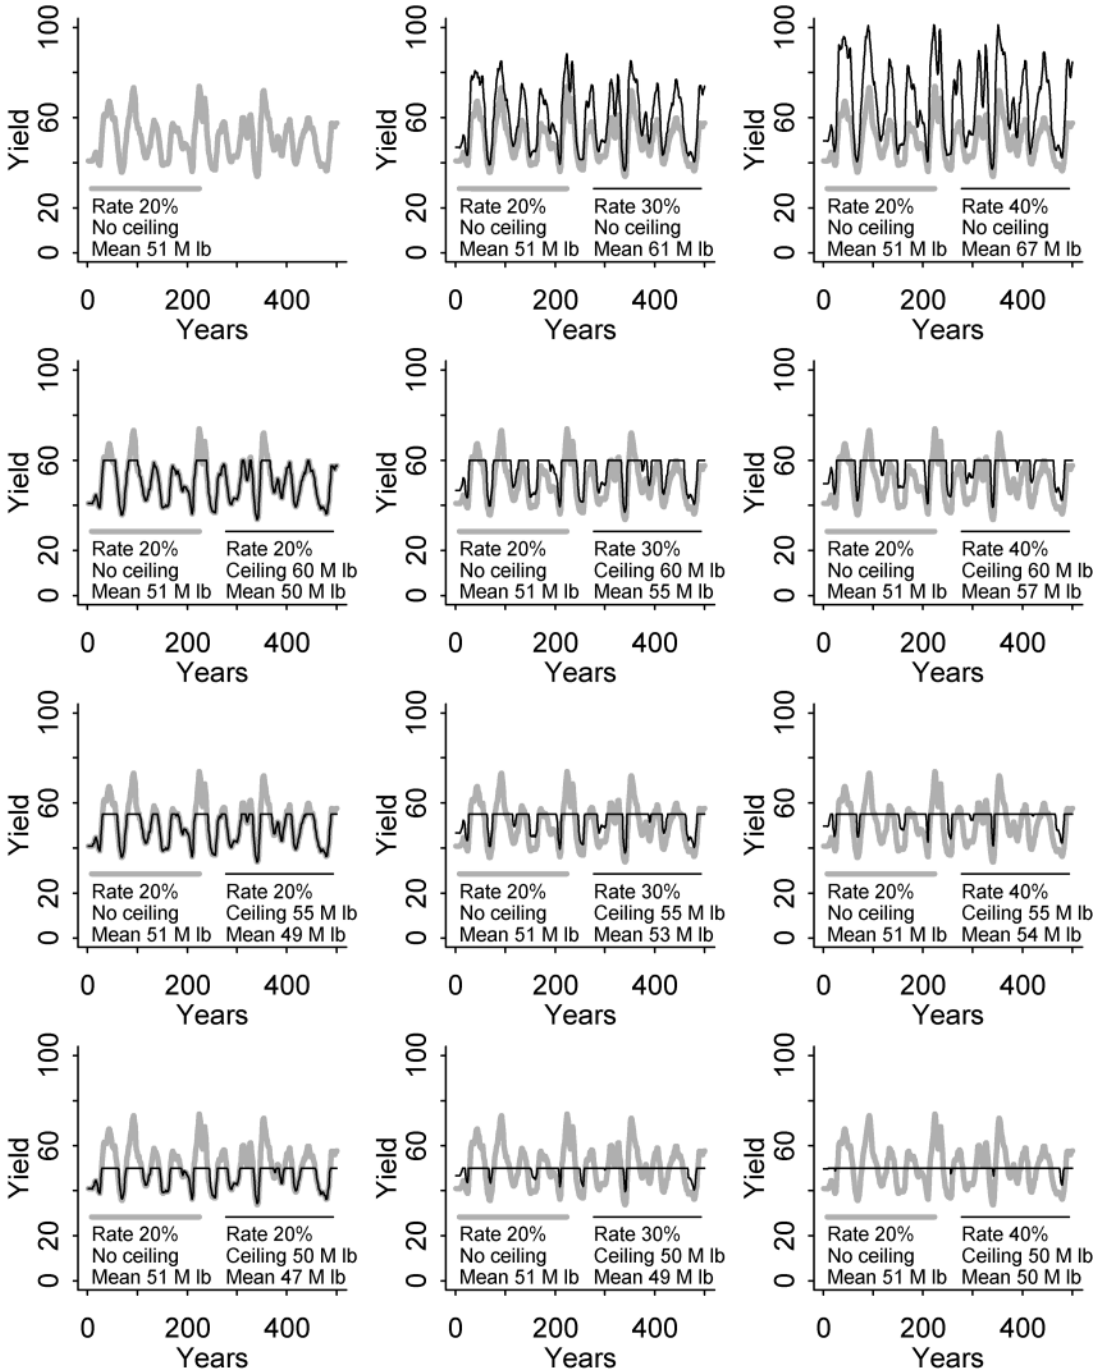 Yield
100
60
20
0
Rate 20%
No ceiling
Mean 51 M lb
0
200
400
Years
Yield
100
60
20
0
Rate 20%
No ceiling
Mean 51 M lb
Rate 30%
No ceiling
Mean 61 M lb
0
200
400
Years
Yield
100
60
20
0
Rate 20%
No ceiling
Mean 51 M lb
Rate 40%
No ceiling
Mean 67 M lb
0
200
400
Years
Yield
100
60
20
0
Rate 20%
No ceiling
Mean 51 M lb
Rate 20%
Ceiling 60 M lb
Mean 50 M lb
0
200
400
Years
Yield
100
60
20
0
Rate 20%
No ceiling
Mean 51 M lb
Rate 30%
Ceiling 60 M lb
Mean 55 M lb
0
200
400
Years
Yield
100
60
20
0
Rate 20%
No ceiling
Mean 51 M lb
Rate 40%
Ceiling 60 M lb
Mean 57 M lb
0
200
400
Years
Yield
100
60
20
0
Rate 20%
No ceiling
Mean 51 M lb
Rate 20%
Ceiling 55 M lb
Mean 49 M lb
0
200
400
Years
Yield
100
60
20
0
Rate 20%
No ceiling
Mean 51 M lb
Rate 30%
Ceiling 55 M lb
Mean 53 M lb
0
200
400
Years
Yield
100
60
20
0
Rate 20%
No ceiling
Mean 51 M lb
Rate 40%
Ceiling 55 M lb
Mean 54 M lb
0
200
400
Years
Yield
100
60
20
0
Rate 20%
No ceiling
Mean 51 M lb
Rate 20%
Ceiling 50 M lb
Mean 47 M lb
0
200
400
Years
Yield
100
60
20
0
Rate 20%
No ceiling
Mean 51 M lb
Rate 30%
Ceiling 50 M lb
Mean 49 M lb
0
200
400
Years
Yield
100
60
20
0
Rate 20%
No ceiling
Mean 51 M lb
Rate 40%
Ceiling 50 M lb
Mean 50 M lb
0
200
400
Years